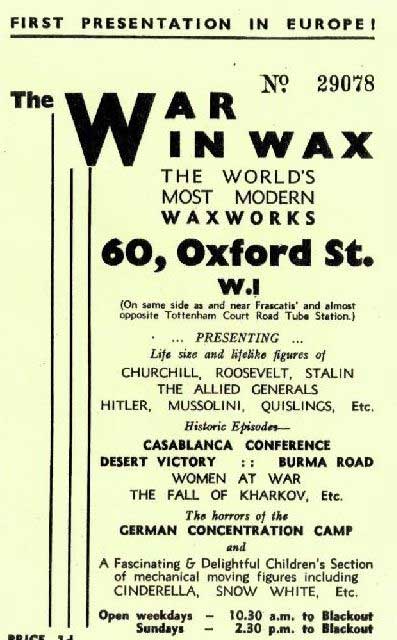 FIRST PRESENTATION IN EUROPE!
No. 29078
The WAR
IN WAX
THE WORLD'S
MOST MODERN
WAXWORKS
60, Oxford St.
W.1
(On same side as and near Frascatis' and almost
opposite Tottenham Court Road Tube Station.)
... PRESENTING ...
Life size and lifelike figures of
CHURCHILL, ROOSEVELT, STALIN
THE ALLIED GENERALS
HITLER, MUSSOLINI, QUISLINGS, Etc.
Historic Episodes—
CASABLANCA CONFERENCE
DESERT VICTORY :: BURMA ROAD
WOMEN AT WAR
THE FALL OF KHARKOV, Etc.
The horrors of the
GERMAN CONCENTRATION CAMP
and
A Fascinating & Delightful Children's Section
of mechanical moving figures including
CINDERELLA, SNOW WHITE, Etc.
Open weekdays – 10.30 a.m. to Blackout
Sundays – 2.30 p.m. to Blackout
PRICE